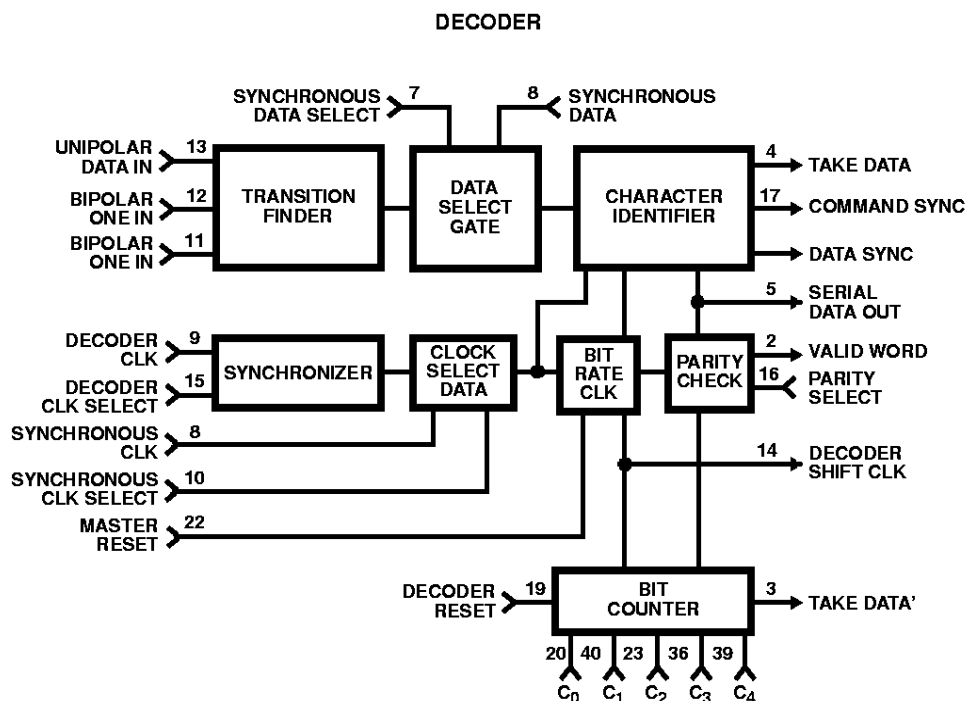 DECODER
SYNCHRONOUS
DATA SELECT
7
8
SYNCHRONOUS
DATA
UNIPOLAR
DATA IN
13
BIPOLAR
ONE IN
12
BIPOLAR
ONE IN
11
TRANSITION
FINDER
DATA
SELECT
GATE
CHARACTER
IDENTIFIER
4
TAKE DATA
17
COMMAND SYNC
DATA SYNC
5
SERIAL
DATA OUT
DECODER
CLK
9
DECODER
CLK SELECT
15
SYNCHRONIZER
CLOCK
SELECT
DATA
BIT
RATE
CLK
PARITY
CHECK
2
VALID WORD
16
PARITY
SELECT
SYNCHRONOUS
CLK
8
SYNCHRONOUS
CLK SELECT
10
14
DECODER
SHIFT CLK
MASTER
RESET
22
DECODER
RESET
19
BIT
COUNTER
3
TAKE DATA’
20 40 23 36 39
C0 C1 C2 C3 C4